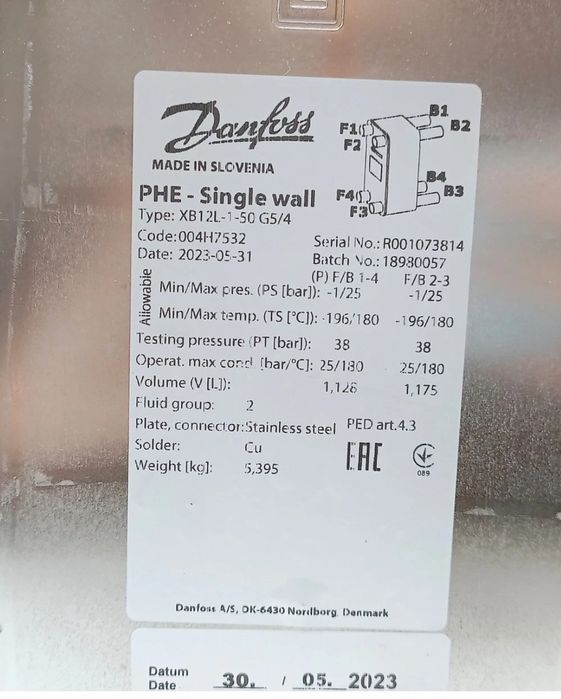 Danfoss
MADE IN SLOVENIA
F1
F2
F4
F3
B1
B2
B4
B3
PHE - Single wall
Type: XB12L-1-50 G5/4
Code:004H7532
Date: 2023-05-31
Serial No.: R001073814
Batch No.: 18980057
(P) F/B 1-4 F/B 2-3
Allowable
Min/Max pres. (PS [bar]): -1/25 -1/25
Min/Max temp. (TS [°C]): -196/180 -196/180
Testing pressure (PT [bar]): 38 38
Operat. max cond. [bar/°C]: 25/180 25/180
Volume (V [L]): 1,128 1,175
Fluid group: 2
Plate, connector:Stainless steel PED art.4.3
Solder: Cu
Weight [kg]: 5,395
EAC
089
Danfoss A/S, DK-6430 Nordborg, Denmark
Datum
Date 30. / 05. 2023